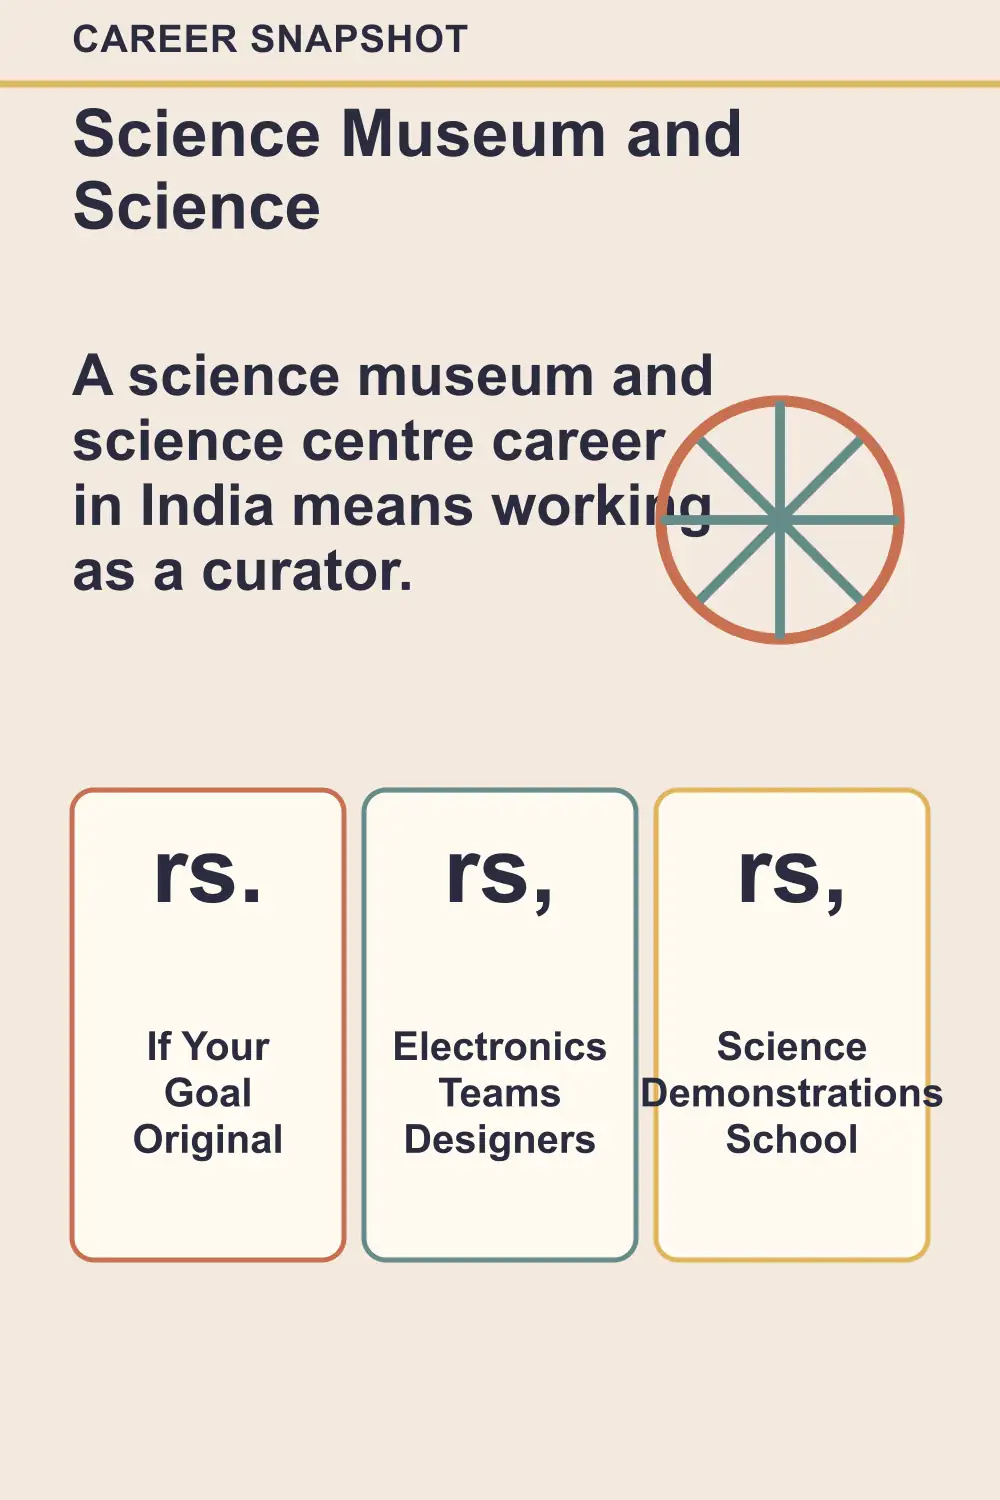 CAREER SNAPSHOT
Science Museum and
Science
A science museum and
science centre career
in India means working
as a curator.
rs.
If Your
Goal
Original
rs,
Electronics
Teams
Designers
rs,
Science
Demonstrations
School